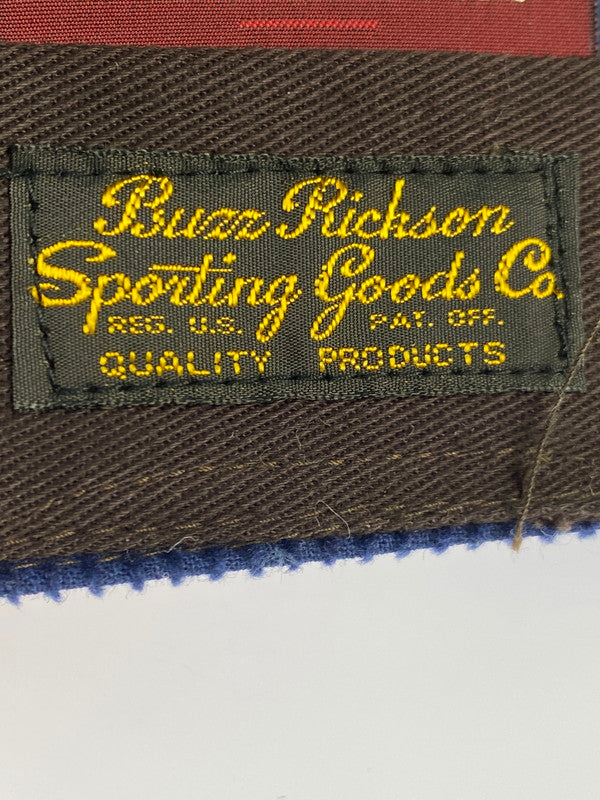 Buzz Rickson
Sporting Goods Co.
REG. U.S. PAT. OFF.
QUALITY PRODUCTS